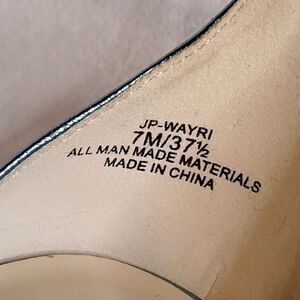 JP-WAYRI
7M/37½
ALL MAN MADE MATERIALS
MADE IN CHINA